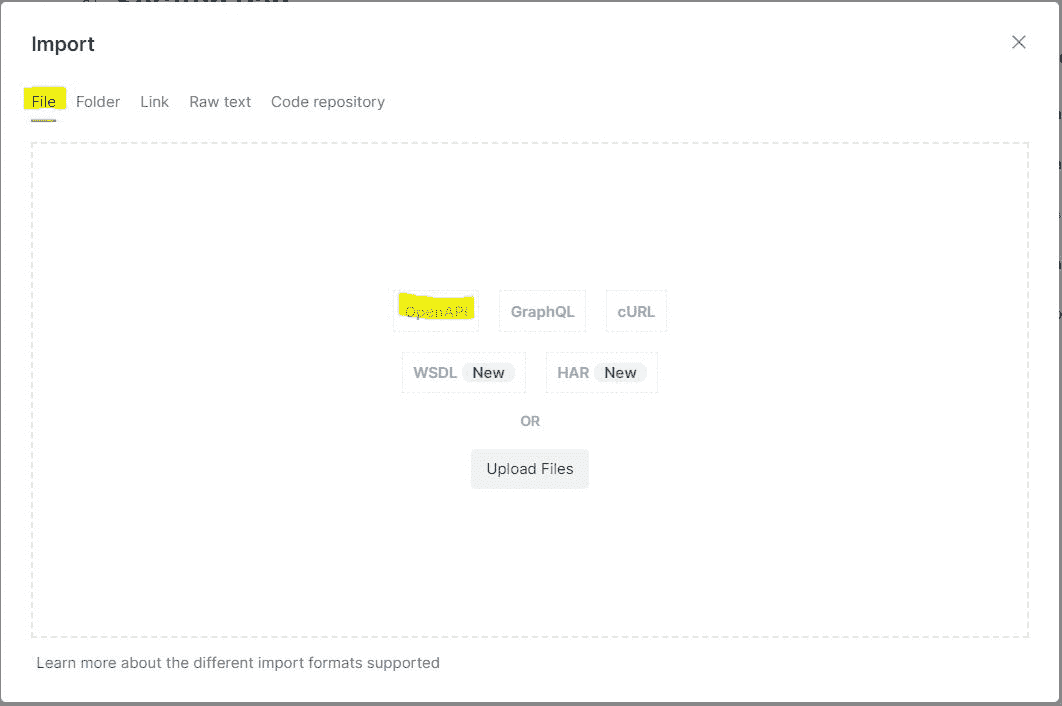 Import
File Folder Link Raw text Code repository
OpenAPI GraphQL cURL
WSDL New HAR New
OR
Upload Files
Learn more about the different import formats supported